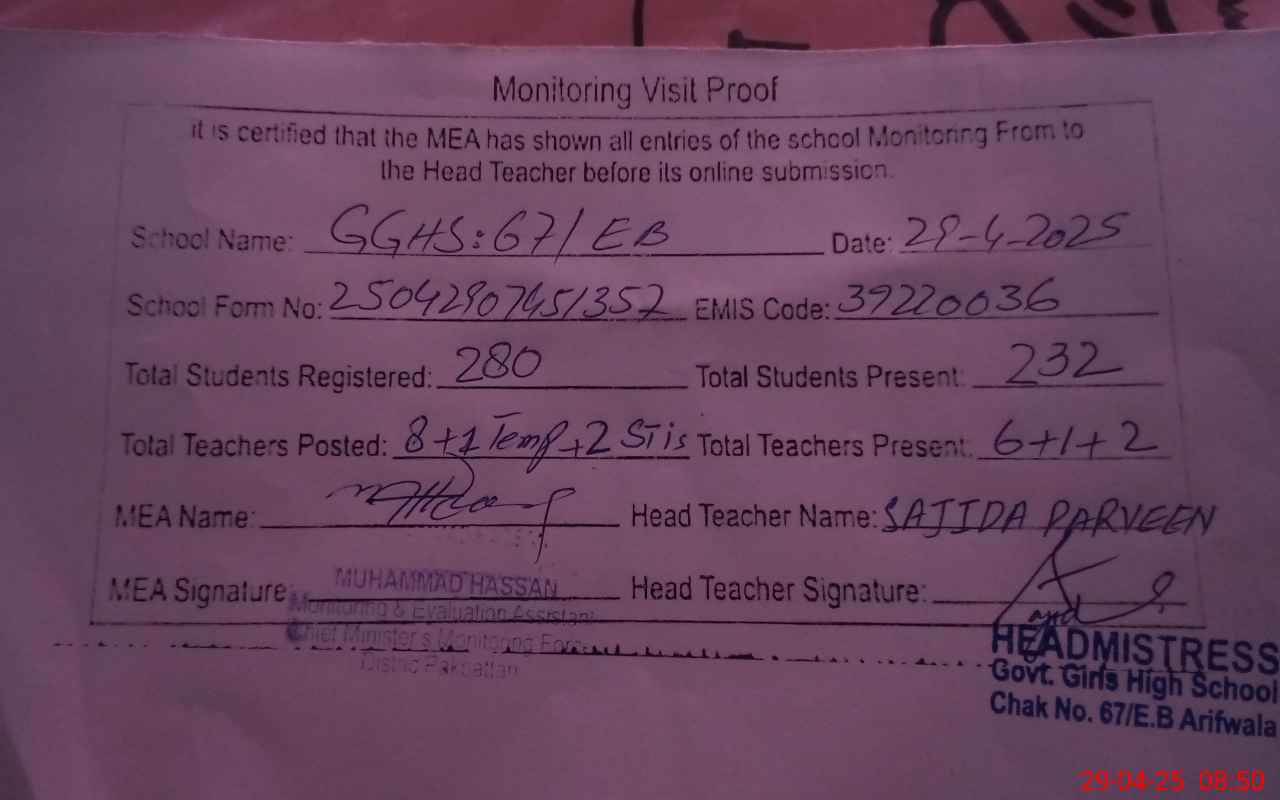 Monitoring Visit Proof
it is certified that the MEA has shown all entries of the school Monitoring From to
the Head Teacher before its online submission.
School Name: GGHS:67/EB Date: 29-4-2025
School Form No: 25042907451357 EMIS Code: 39220036
Total Students Registered: 280 Total Students Present: 232
Total Teachers Posted: 8+1 Temp+2 STis Total Teachers Present: 6+1+2
MEA Name: Head Teacher Name: SAJIDA PARVEEN
MEA Signature: MUHAMMAD HASSAN Head Teacher Signature:
Monitoring & Evaluation Assistant
Chief Minister's Monitoring Force
District Pakpattan
HEADMISTRESS
Govt. Girls High School
Chak No. 67/E.B Arifwala
29-04-25 08:50